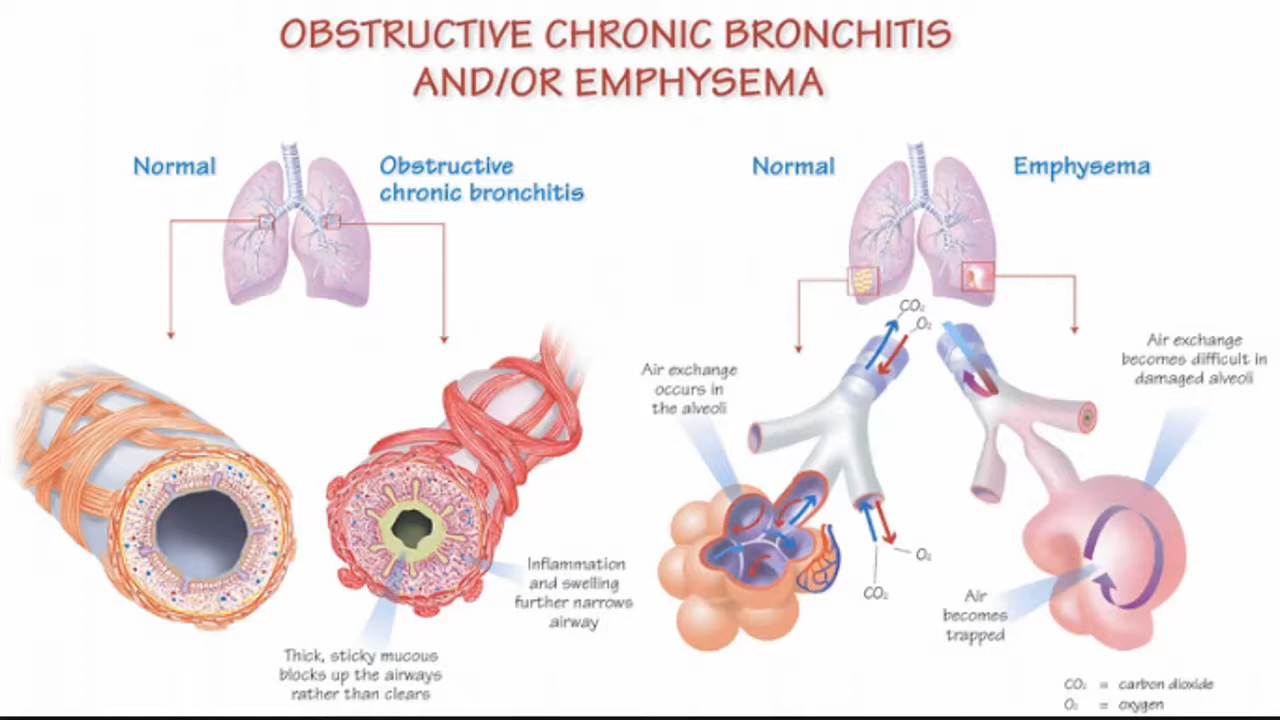 OBSTRUCTIVE CHRONIC BRONCHITIS
AND/OR EMPHYSEMA
Normal
Obstructive
chronic bronchitis
Normal
Emphysema
CO₂
O₂
Air exchange
occurs in
the alveoli
Air exchange
becomes difficult in
damaged alveoli
Inflammation
and swelling
further narrows
airway
Thick, sticky mucous
blocks up the airways
rather than clears
O₂
CO₂
Air
becomes
trapped
CO₂ = carbon dioxide
O₂ = oxygen